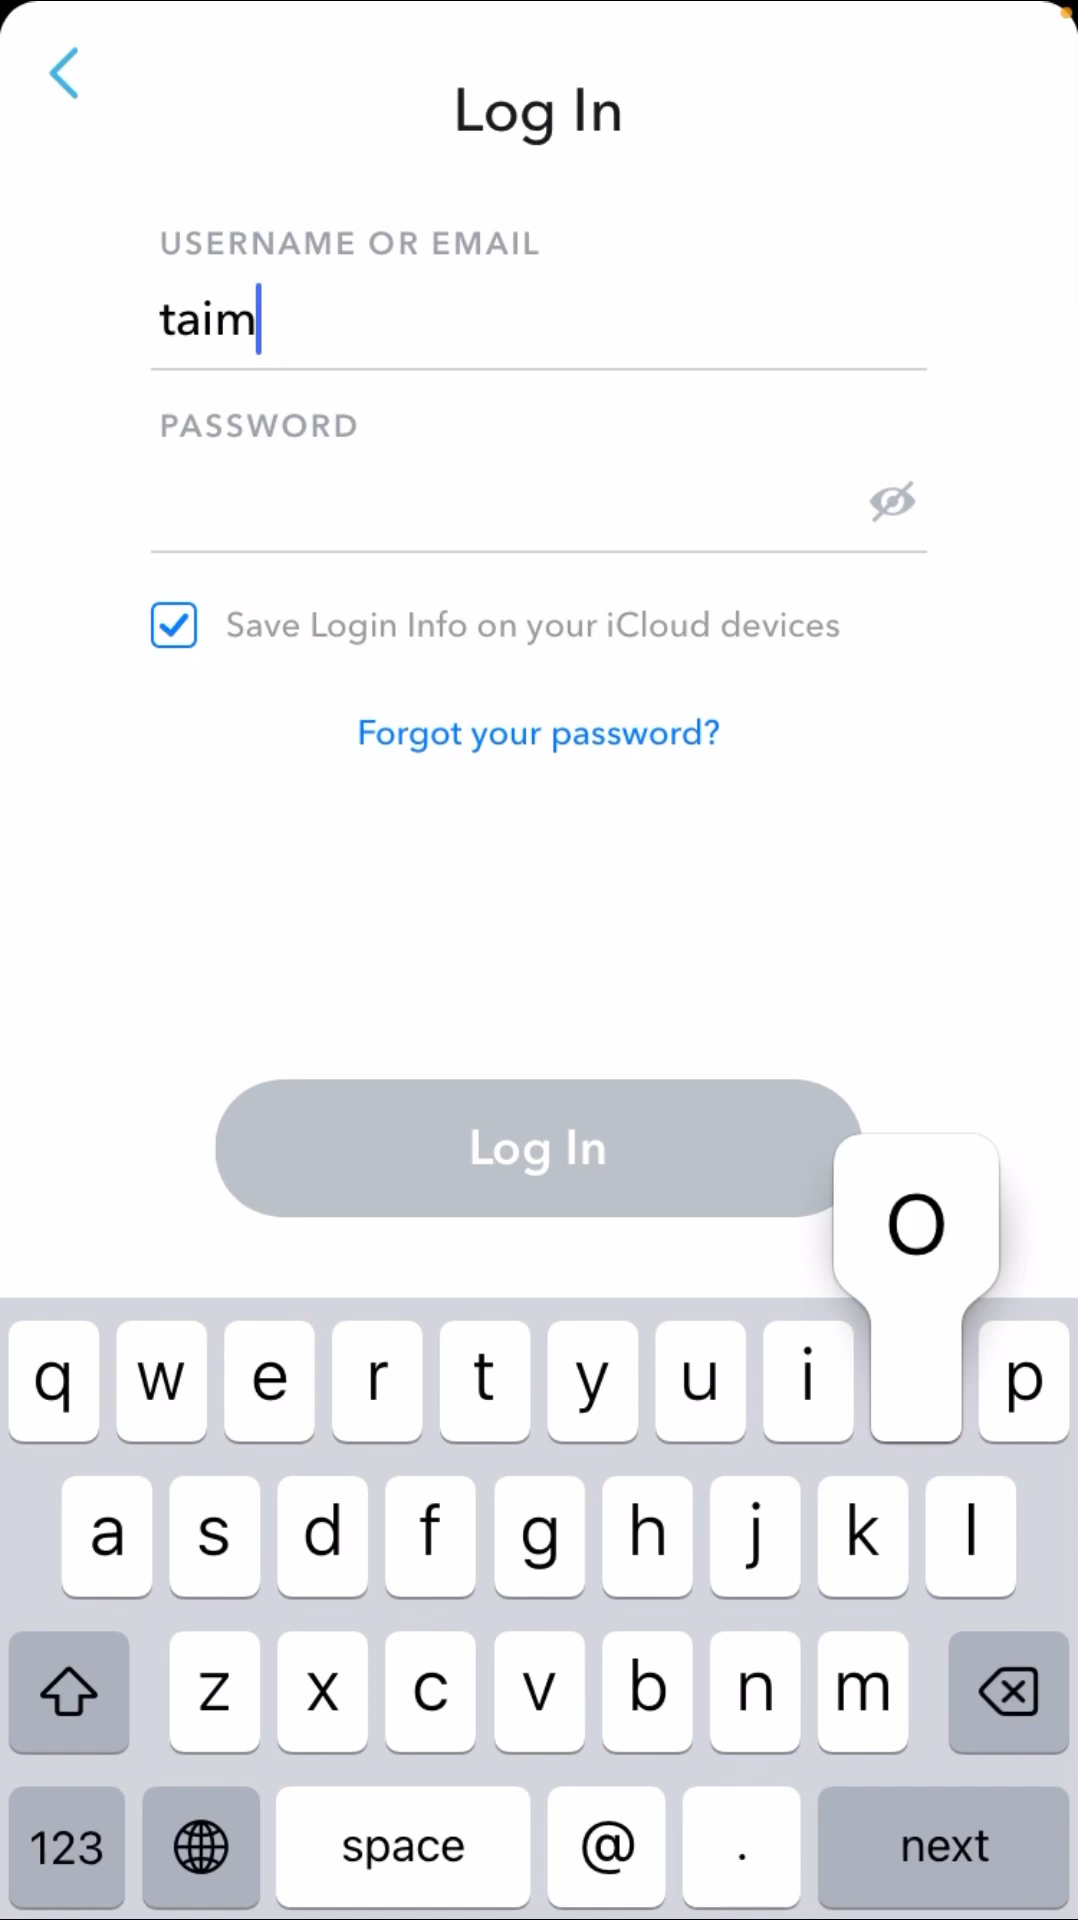 Log In
USERNAME OR EMAIL
taim
PASSWORD
Save Login Info on your iCloud devices
Forgot your password?
Log In
O
q w e r t y u i p
a s d f g h j k l
z x c v b n m
123 space @ . next